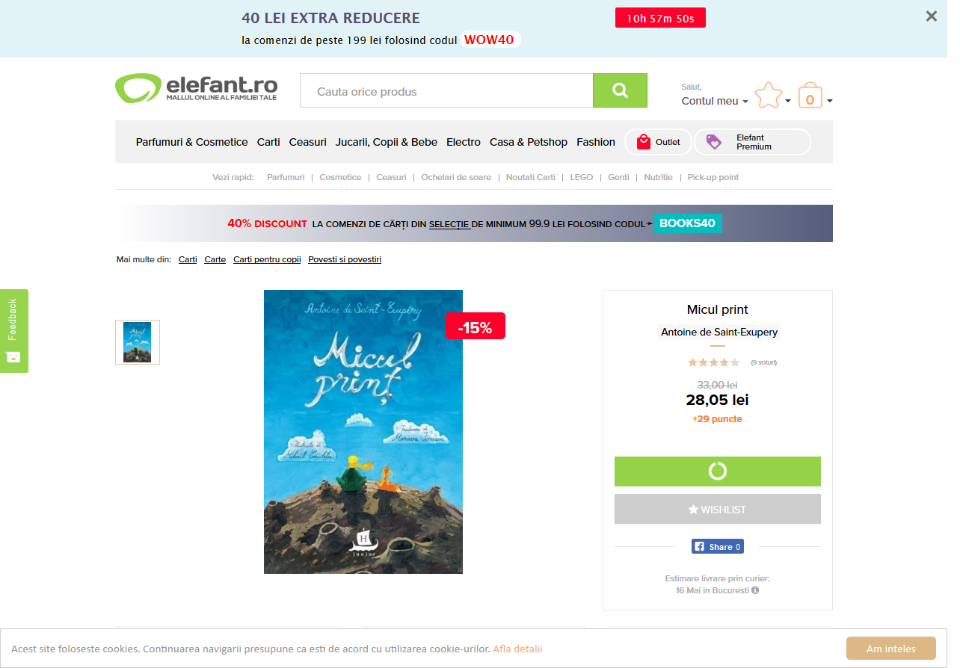 40 LEI EXTRA REDUCERE
10h 57m 50s
la comenzi de peste 199 lei folosind codul WOW40
elefant.ro
MALLUL ONLINE AL FAMILIEI TALE
Cauta orice produs
Salut,
Contul meu
0
Parfumuri & Cosmetice Carti Ceasuri Jucarii, Copii & Bebe Electro Casa & Petshop Fashion Outlet Elefant Premium
Vezi rapid: Parfumuri | Cosmetice | Ceasuri | Ochelari de soare | Noutati Carti | LEGO | Genti | Nutritie | Pick-up point
40% DISCOUNT LA COMENZI DE CĂRȚI DIN SELECȚIE DE MINIMUM 99.9 LEI FOLOSIND CODUL BOOKS40
Mai multe din: Carti Carte Carti pentru copii Povesti si povestiri
Feedback
Antoine de Saint-Exupéry
Micul
prinț
-15%
Traducere de
Ilustrații de
H
junior
Micul print
Antoine de Saint-Exupery
(9 voturi)
33,00 lei
28,05 lei
+29 puncte
WISHLIST
Share 0
Estimare livrare prin curier:
16 Mai in Bucuresti
Acest site foloseste cookies. Continuarea navigarii presupune ca esti de acord cu utilizarea cookie-urilor. Afla detalii
Am inteles